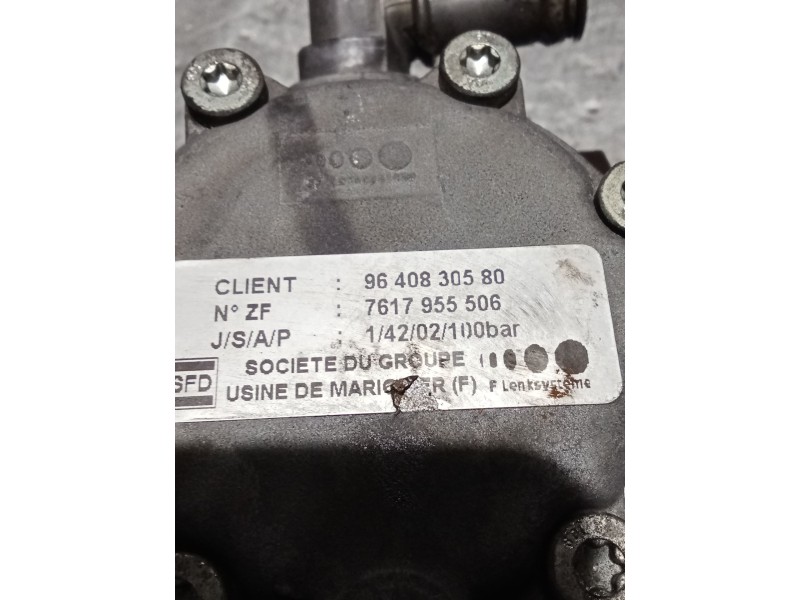 Lenksysteme
CLIENT : 96 408 305 80
N° ZF : 7617 955 506
J/S/A/P : 1/42/02/100bar
SFD
SOCIETE DU GROUPE
USINE DE (F) F Lenksysteme